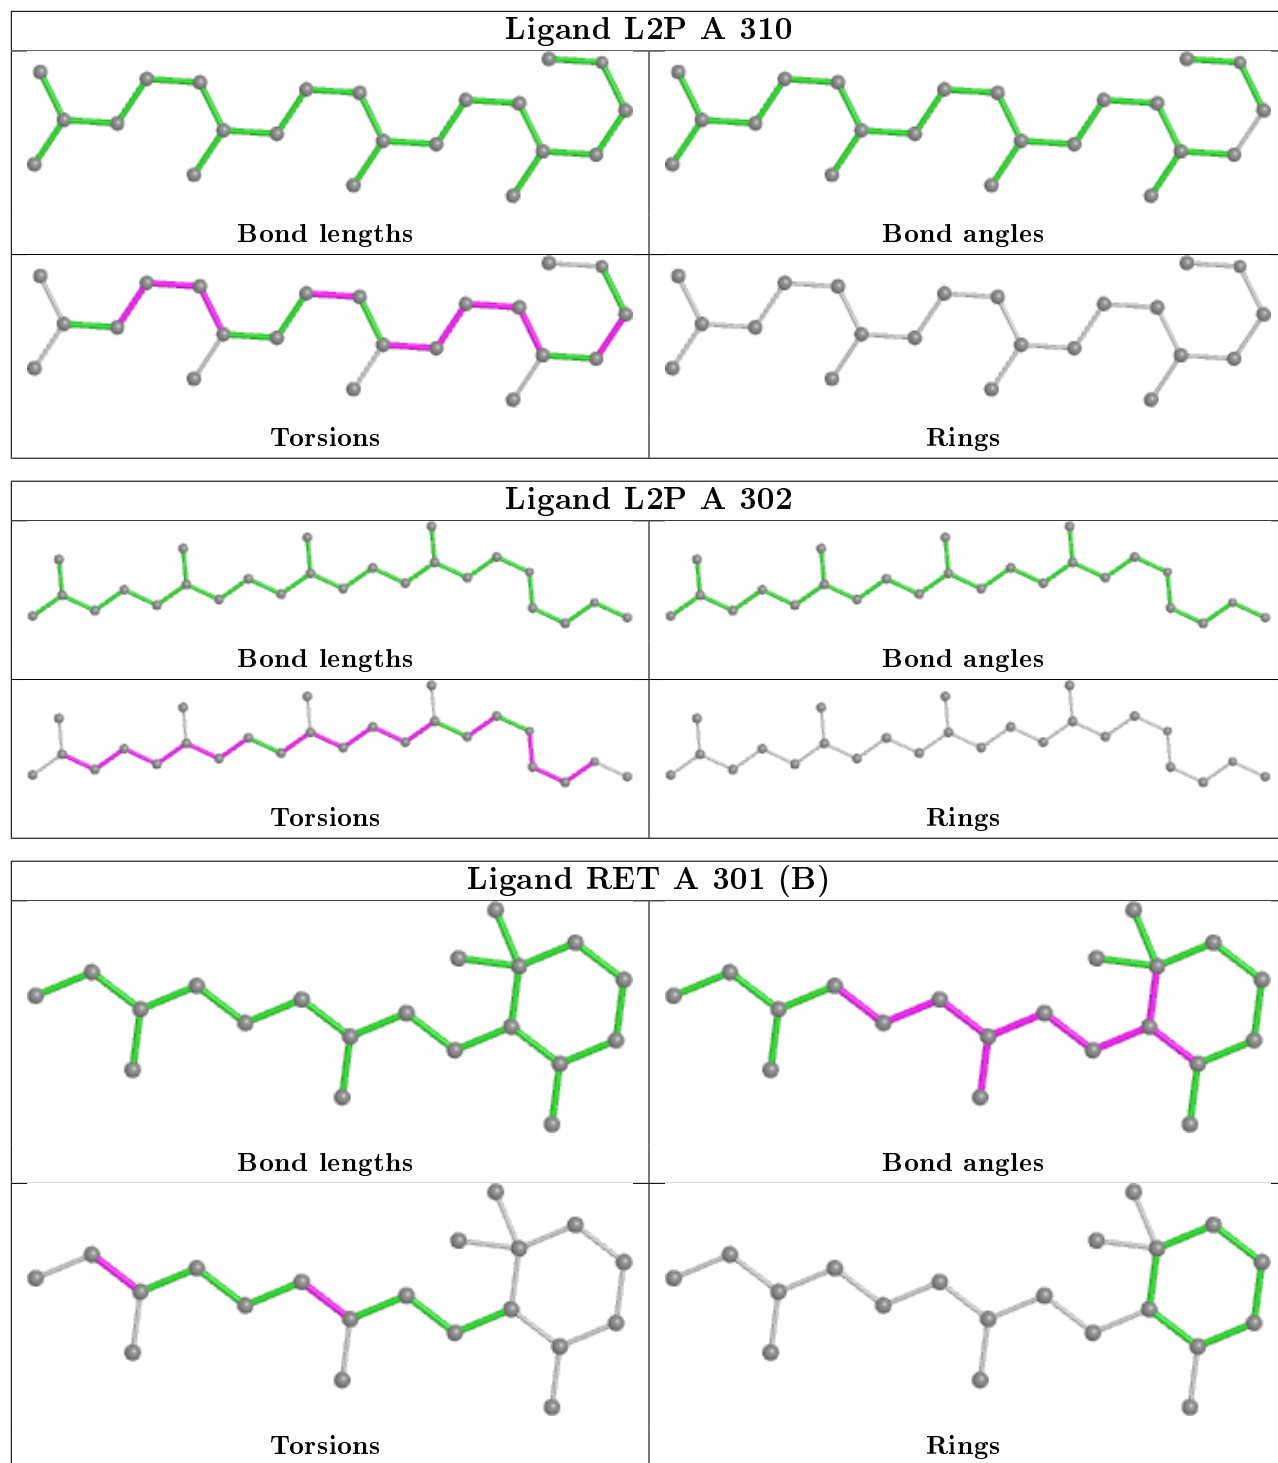 Ligand L2P A 310
Bond lengths
Bond angles
Torsions
Rings
Ligand L2P A 302
Bond lengths
Bond angles
Torsions
Rings
Ligand RET A 301 (B)
Bond lengths
Bond angles
Torsions
Rings